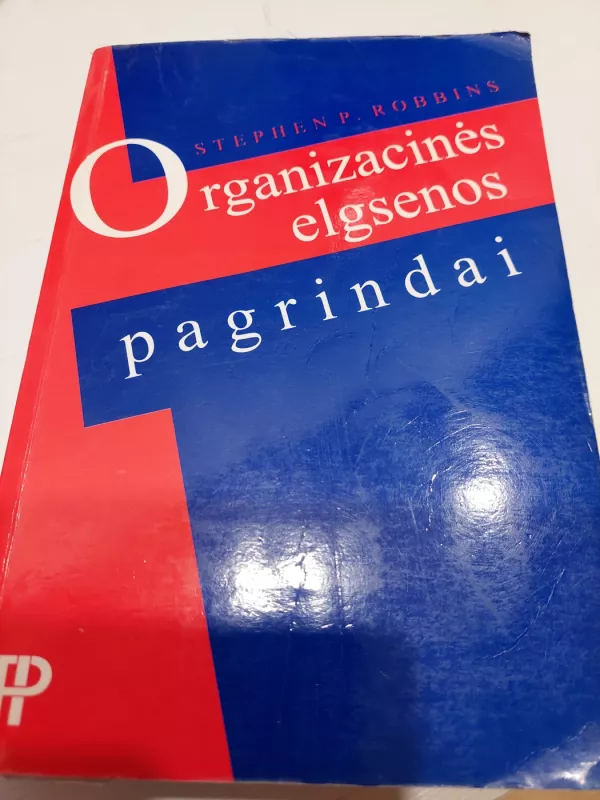 STEPHEN P. ROBBINS
Organizacinės
elgsenos
pagrindai